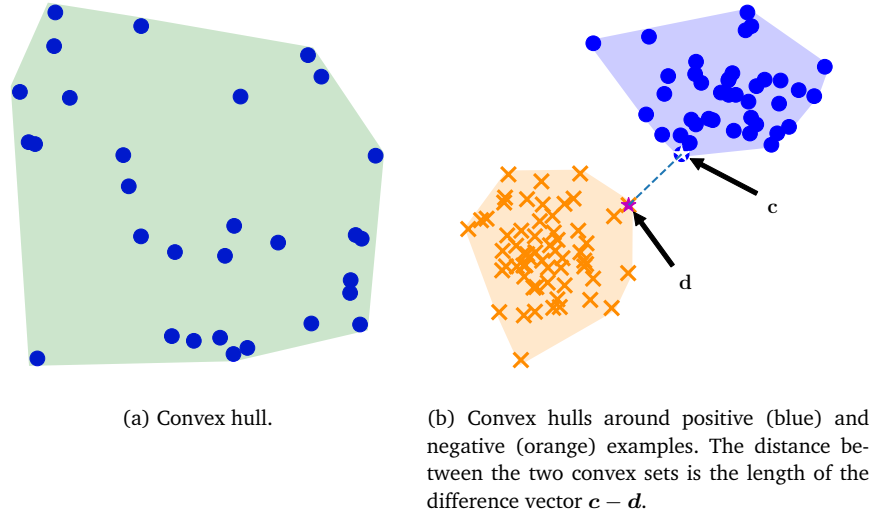 c
d
(a) Convex hull.
(b) Convex hulls around positive (blue) and
negative (orange) examples. The distance be-
tween the two convex sets is the length of the
difference vector c − d.